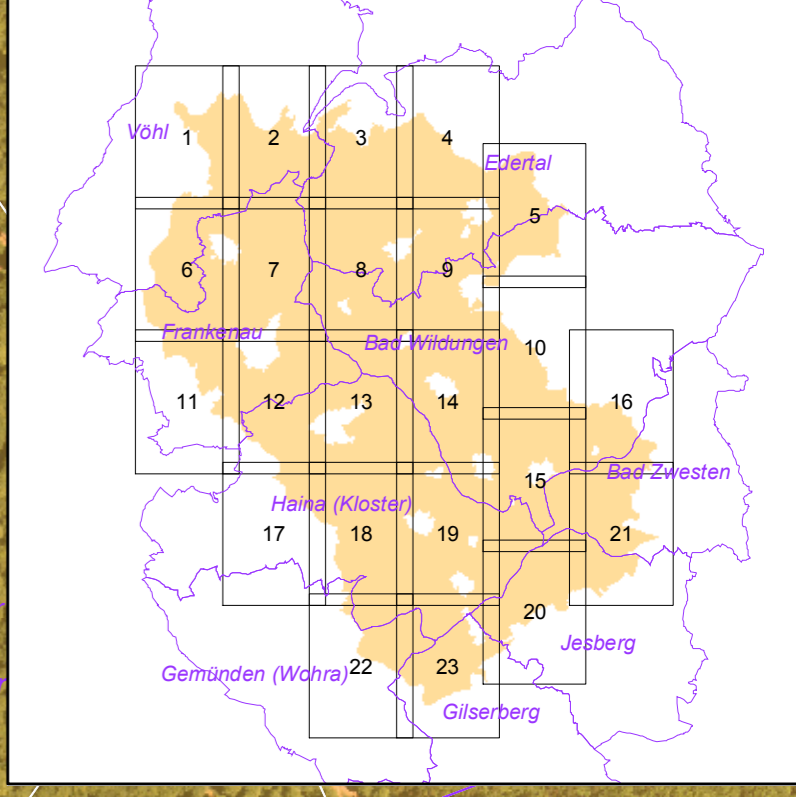 Vöhl
1
2
3
4
Edertal
5
6
7
8
9
Frankenau
Bad Wildungen
10
11
12
13
14
16
15
Bad Zwesten
Haina (Kloster)
17
18
19
21
20
Jesberg
22
23
Gemünden (Wohra)
Gilserberg